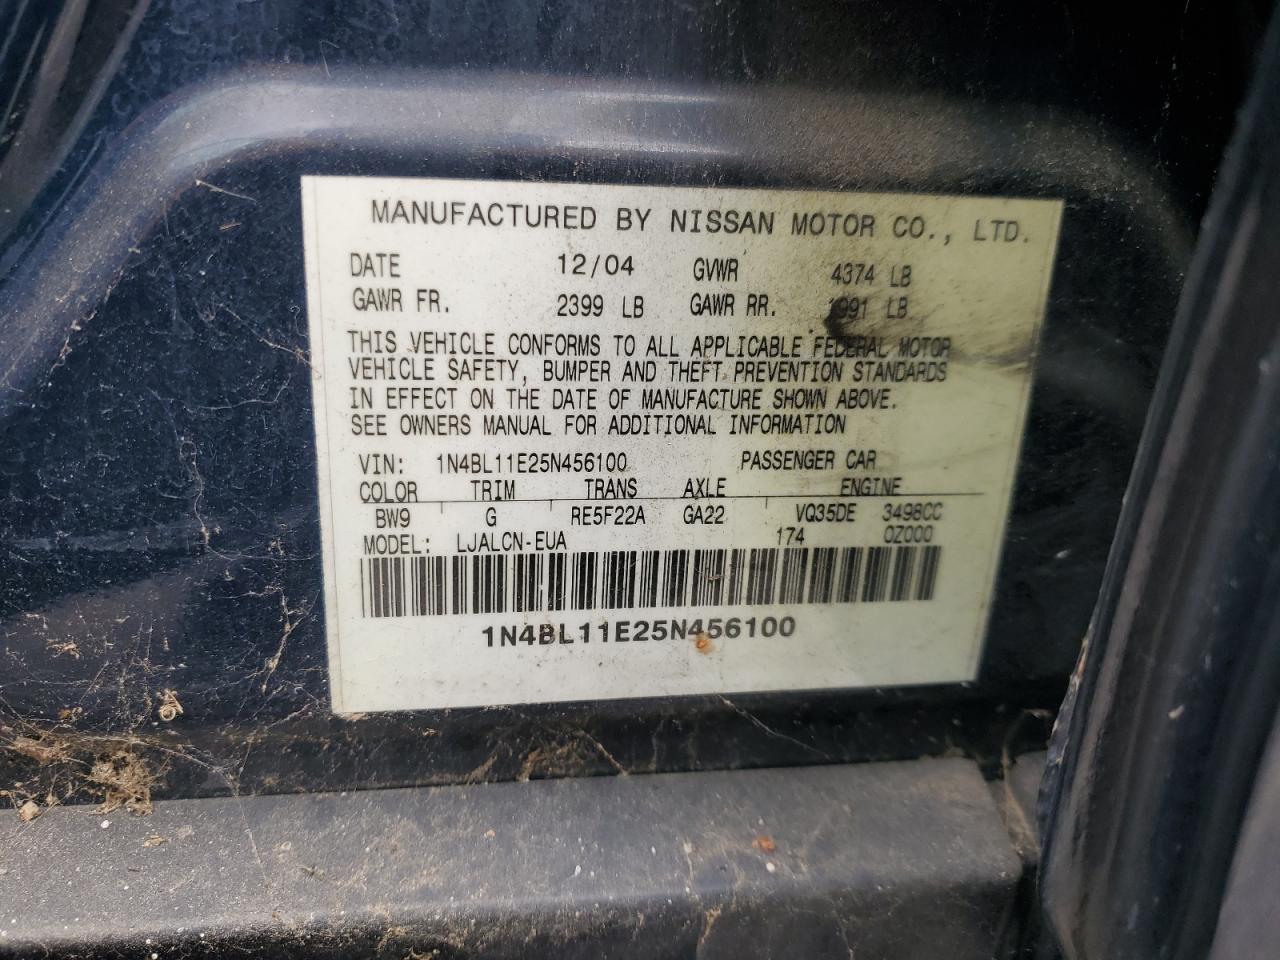 MANUFACTURED BY NISSAN MOTOR CO., LTD.
DATE 12/04 GVWR 4374 LB
GAWR FR. 2399 LB GAWR RR. 1991 LB
THIS VEHICLE CONFORMS TO ALL APPLICABLE FEDERAL MOTOR
VEHICLE SAFETY, BUMPER AND THEFT PREVENTION STANDARDS
IN EFFECT ON THE DATE OF MANUFACTURE SHOWN ABOVE.
SEE OWNERS MANUAL FOR ADDITIONAL INFORMATION
VIN: 1N4BL11E25N456100 PASSENGER CAR
COLOR TRIM TRANS AXLE ENGINE
BW9 G RE5F22A GA22 VQ35DE 3498CC
MODEL: LJALCN-EUA 174 0Z000
1N4BL11E25N456100